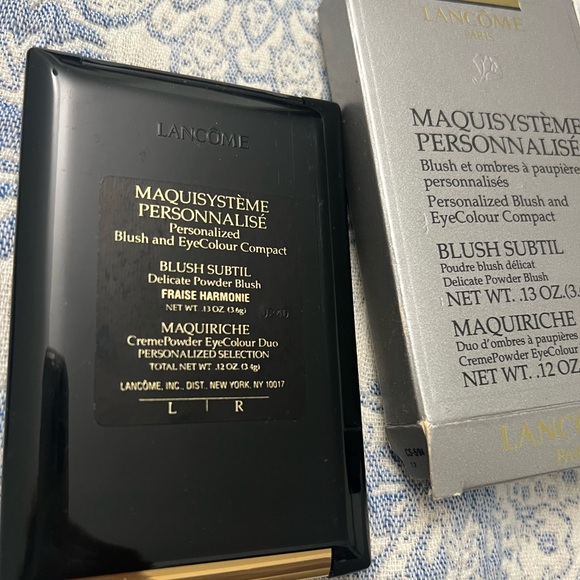 LANCÔME
MAQUISYSTÈME
PERSONNALISÉ
Personalized
Blush and EyeColour Compact
BLUSH SUBTIL
Delicate Powder Blush
FRAISE HARMONIE
NET WT. .13 OZ. (3.6g)
MAQUIRICHE
CremePowder EyeColour Duo
PERSONALIZED SELECTION
TOTAL NET WT. .12 OZ. (3.4g)
LANCÔME, INC., DIST. NEW YORK, NY 10017
L R
LANCÔME
PARIS
MAQUISYSTÈME
PERSONNALISÉ
Blush et ombres à paupière
personnalisés
Personalized Blush and
EyeColour Compact
BLUSH SUBTIL
Poudre blush délicat
Delicate Powder Blush
NET WT. .13 OZ.(3.
MAQUIRICHE
Duo d'ombres à paupières
CremePowder EyeColour
NET WT. .12 OZ.
LANC
PA